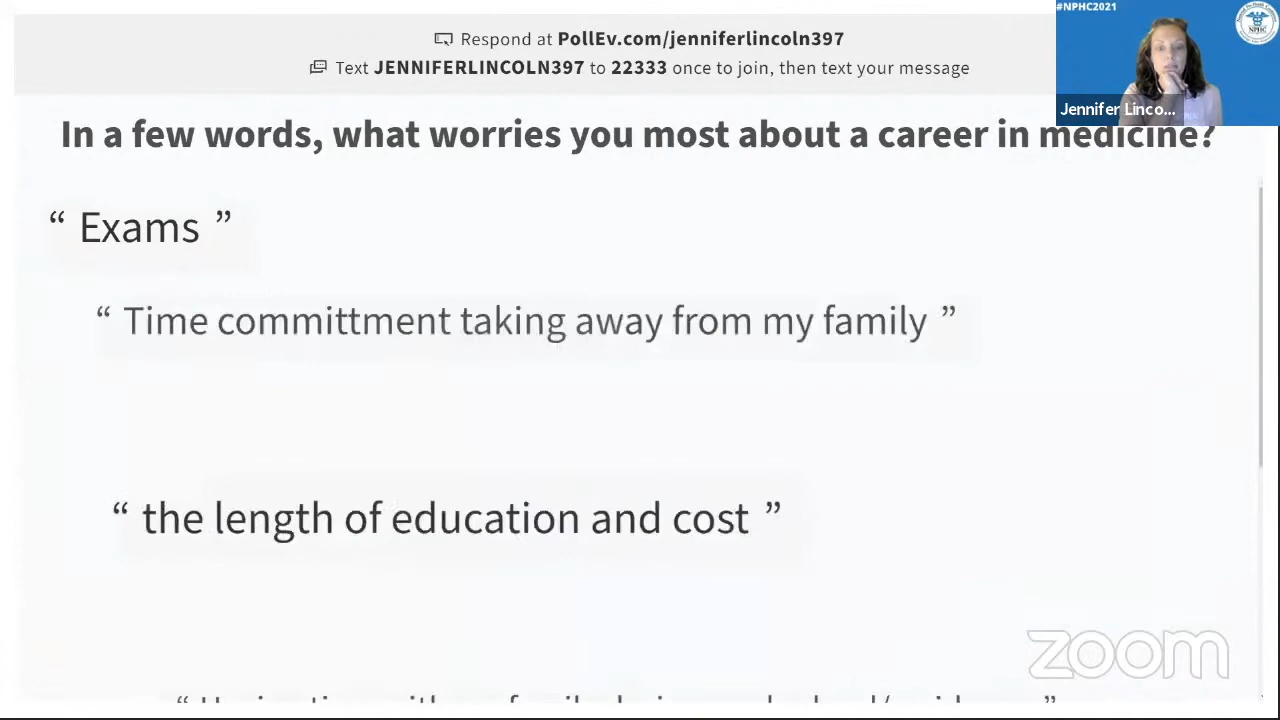 Respond at PollEv.com/jenniferlincoln397
Text JENNIFERLINCOLN397 to 22333 once to join, then text your message
#NPHC2021
NPHC
Jennifer Linco...
In a few words, what worries you most about a career in medicine?
“ Exams ”
“ Time committment taking away from my family ”
“ the length of education and cost ”
zoom